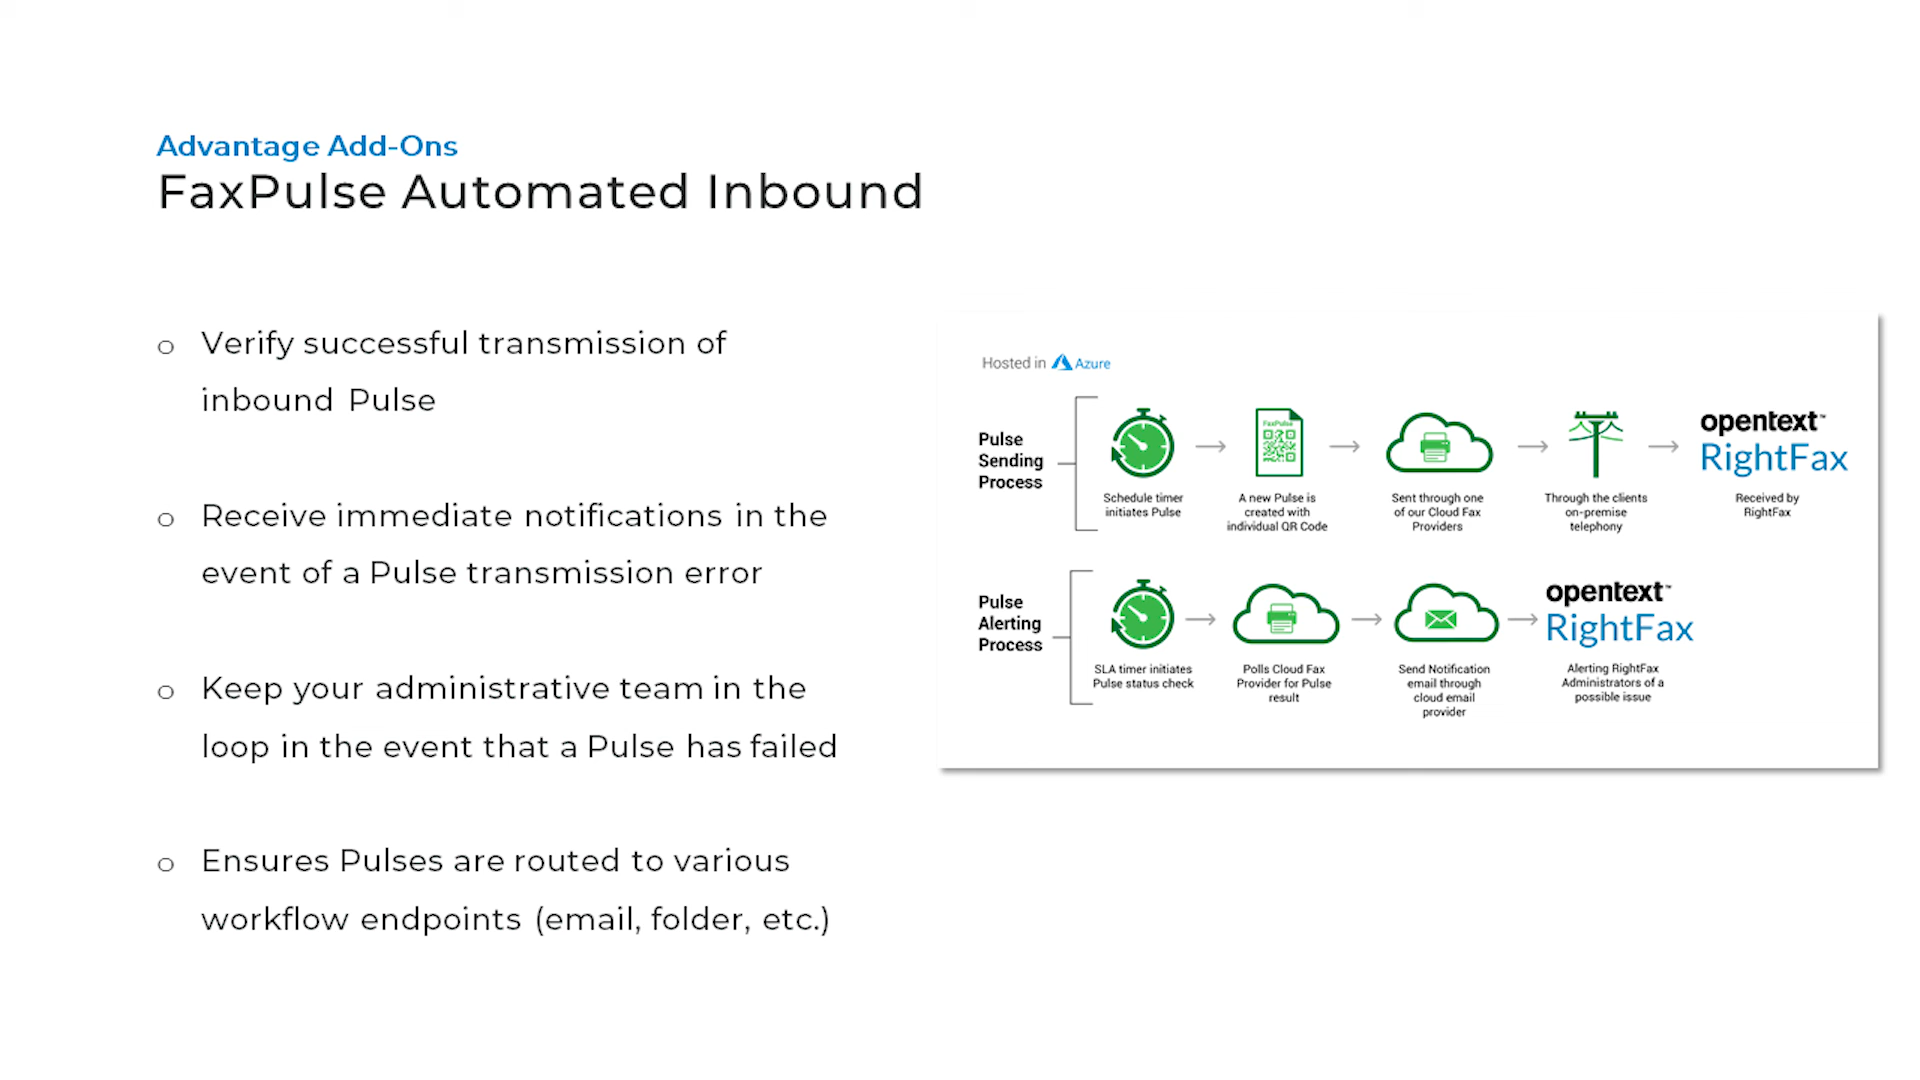 Advantage Add-Ons
FaxPulse Automated Inbound
o Verify successful transmission of
inbound Pulse
o Receive immediate notifications in the
event of a Pulse transmission error
o Keep your administrative team in the
loop in the event that a Pulse has failed
o Ensures Pulses are routed to various
workflow endpoints (email, folder, etc.)
Hosted in Azure
Pulse
Sending
Process
Schedule timer
initiates Pulse
FaxPulse
A new Pulse is
created with
individual QR Code
Sent through one
of our Cloud Fax
Providers
Through the clients
on-premise
telephony
opentext™
RightFax
Received by
RightFax
Pulse
Alerting
Process
SLA timer initiates
Pulse status check
Polls Cloud Fax
Provider for Pulse
result
Send Notification
email through
cloud email
provider
opentext™
RightFax
Alerting RightFax
Administrators of a
possible issue